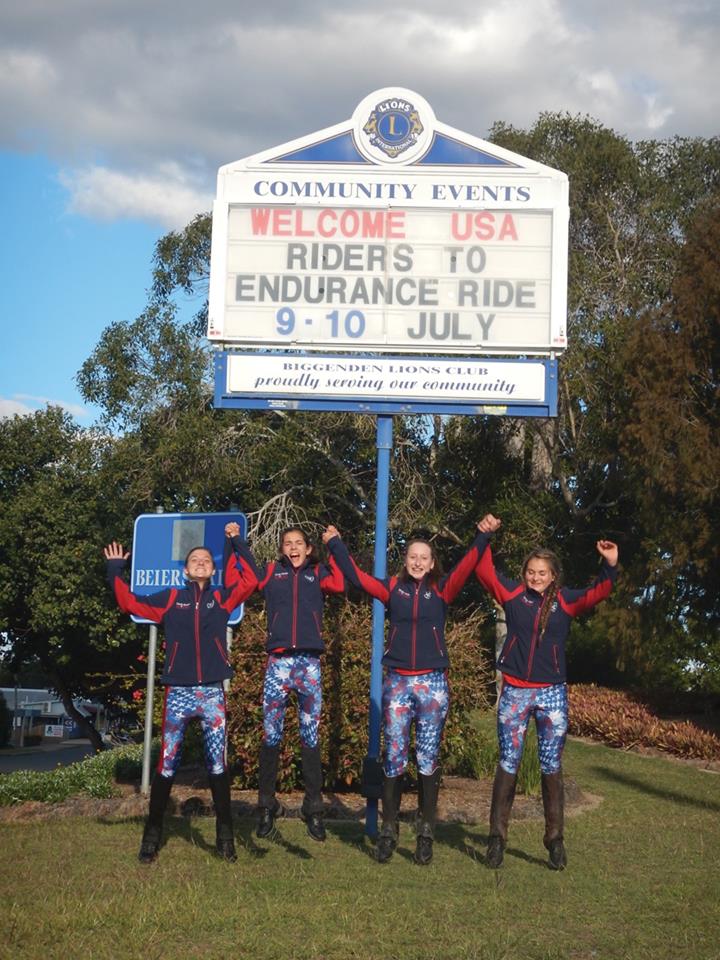 LIONS
L
INTERNATIONAL
COMMUNITY EVENTS
WELCOME USA
RIDERS TO
ENDURANCE RIDE
9-10 JULY
BIGGENDEN LIONS CLUB
proudly serving our community